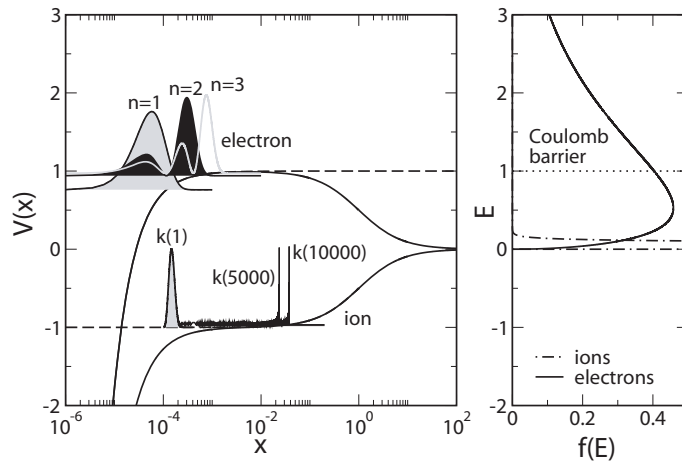 3
2
1
0
-1
-2
V(x)
n=1
n=2
n=3
electron
k(1)
k(5000)
k(10000)
ion
10^-6
10^-4
10^-2
10^0
10^2
x
3
2
1
0
-1
-2
E
Coulomb
barrier
ions
electrons
0
0.2
0.4
f(E)